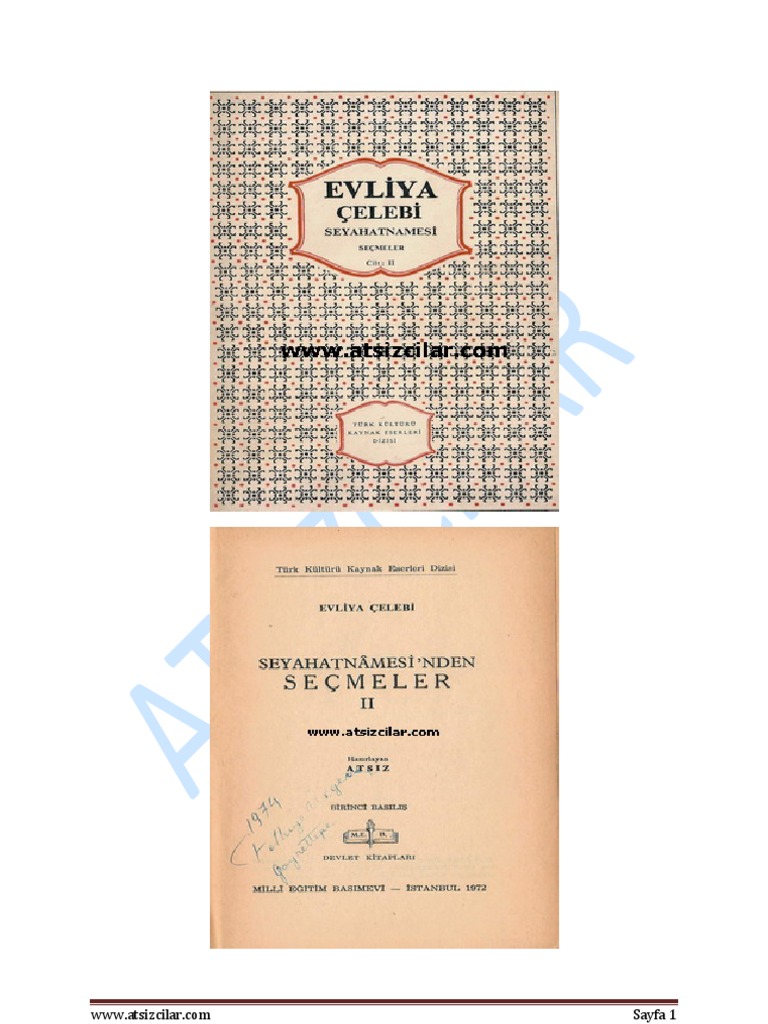 EVLİYA
ÇELEBİ
SEYAHATNAMESİ
SEÇMELER
Cilt: II
www.atsizcilar.com
TÜRK KÜLTÜRÜ
KAYNAK ESERLERİ
DİZİSİ
Türk Kültürü Kaynak Eserleri Dizisi
EVLİYA ÇELEBİ
SEYAHATNÂMESİ'NDEN
SEÇMELER
II
www.atsizcilar.com
Hazırlayan
ATSIZ
BİRİNCİ BASILIŞ
1974
M.E. B.
DEVLET KİTAPLARI
MİLLÎ EĞİTİM BASIMEVİ — İSTANBUL 1972
www.atsizcilar.com Sayfa 1